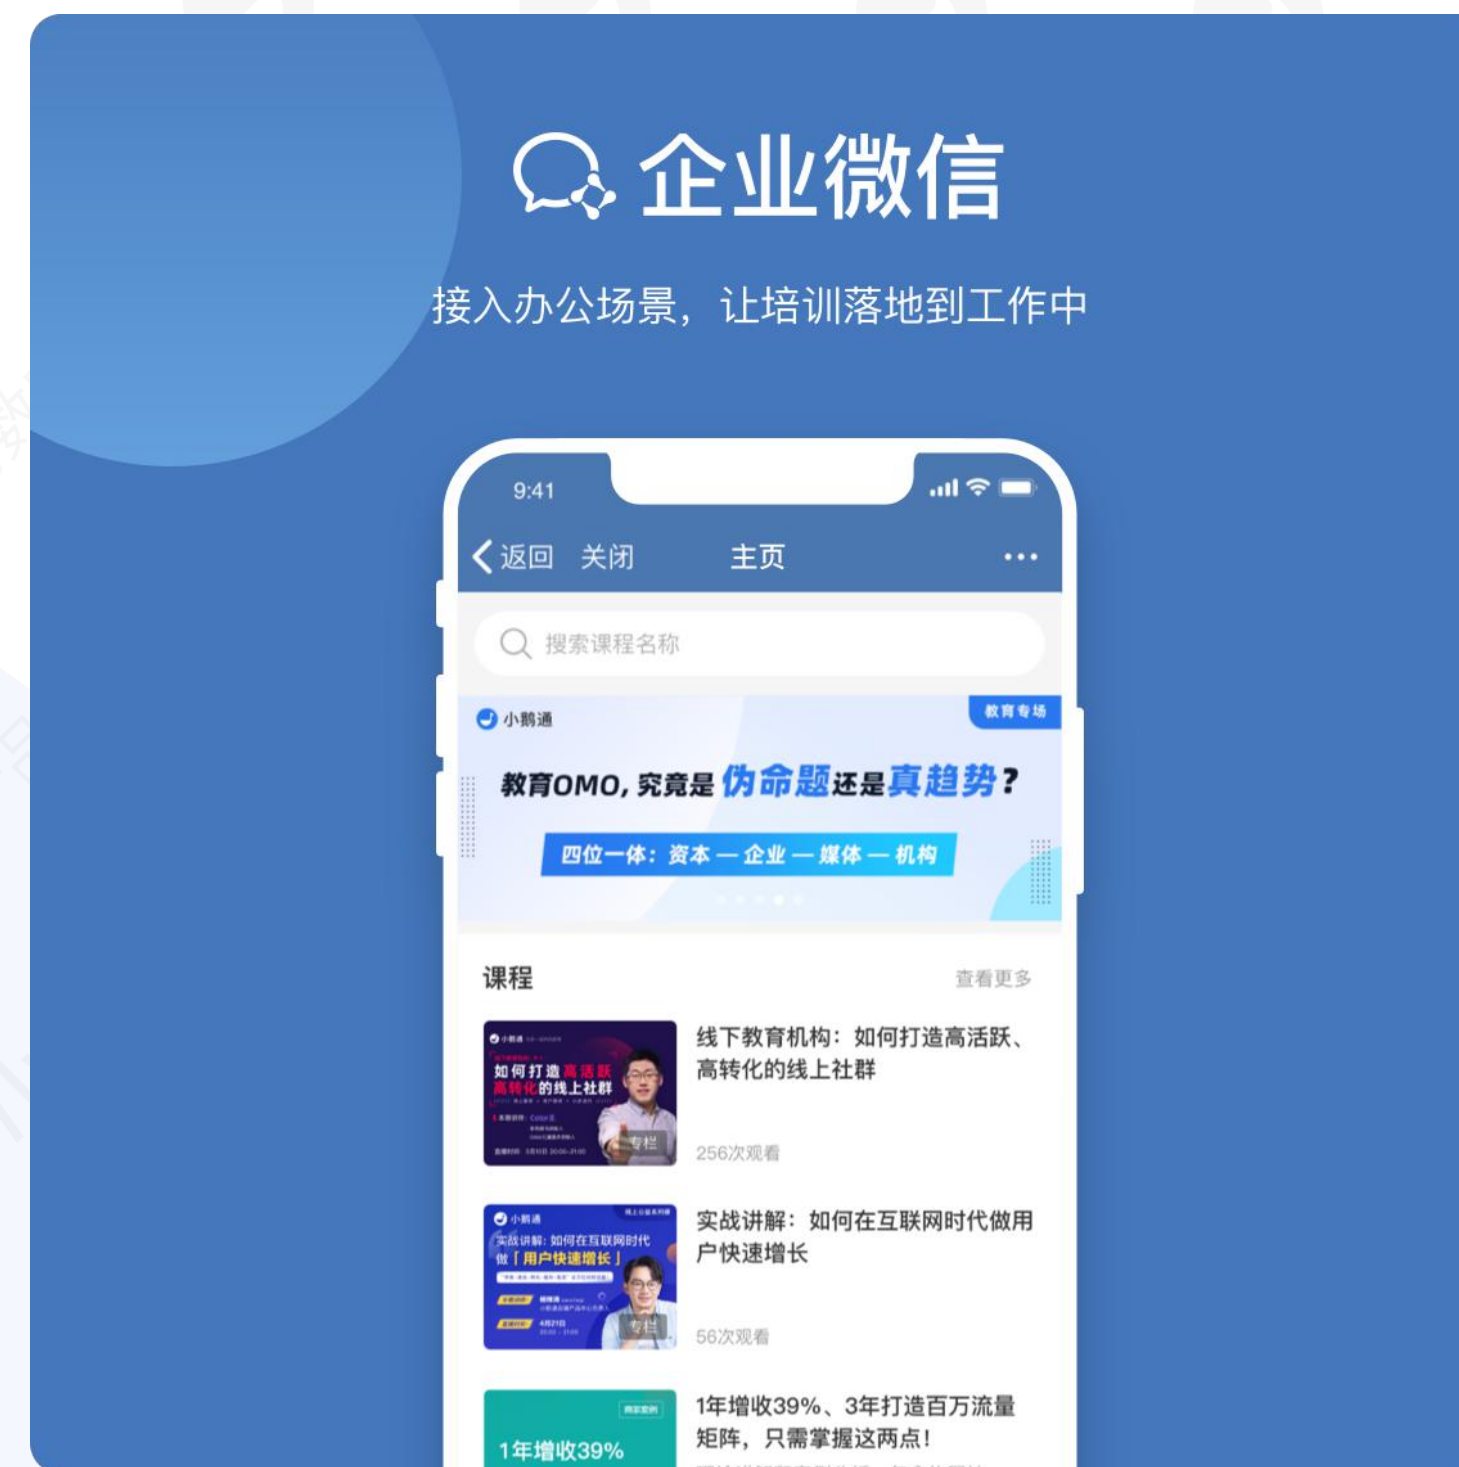 企业微信
接入办公场景，让培训落地到工作中
9:41
返回 关闭 主页
搜索课程名称
小鹅通
教育专场
教育OMO，究竟是伪命题还是真趋势？
四位一体：资本 — 企业 — 媒体 — 机构
课程
查看更多
小鹅通
如何打造高活跃
高转化的线上社群
专栏
线下教育机构：如何打造高活跃、
高转化的线上社群
256次观看
小鹅通
实战讲解：如何在互联网时代
做「用户快速增长」
4月21日
专栏
实战讲解：如何在互联网时代做用
户快速增长
56次观看
1年增收39%
1年增收39%、3年打造百万流量
矩阵，只需掌握这两点！